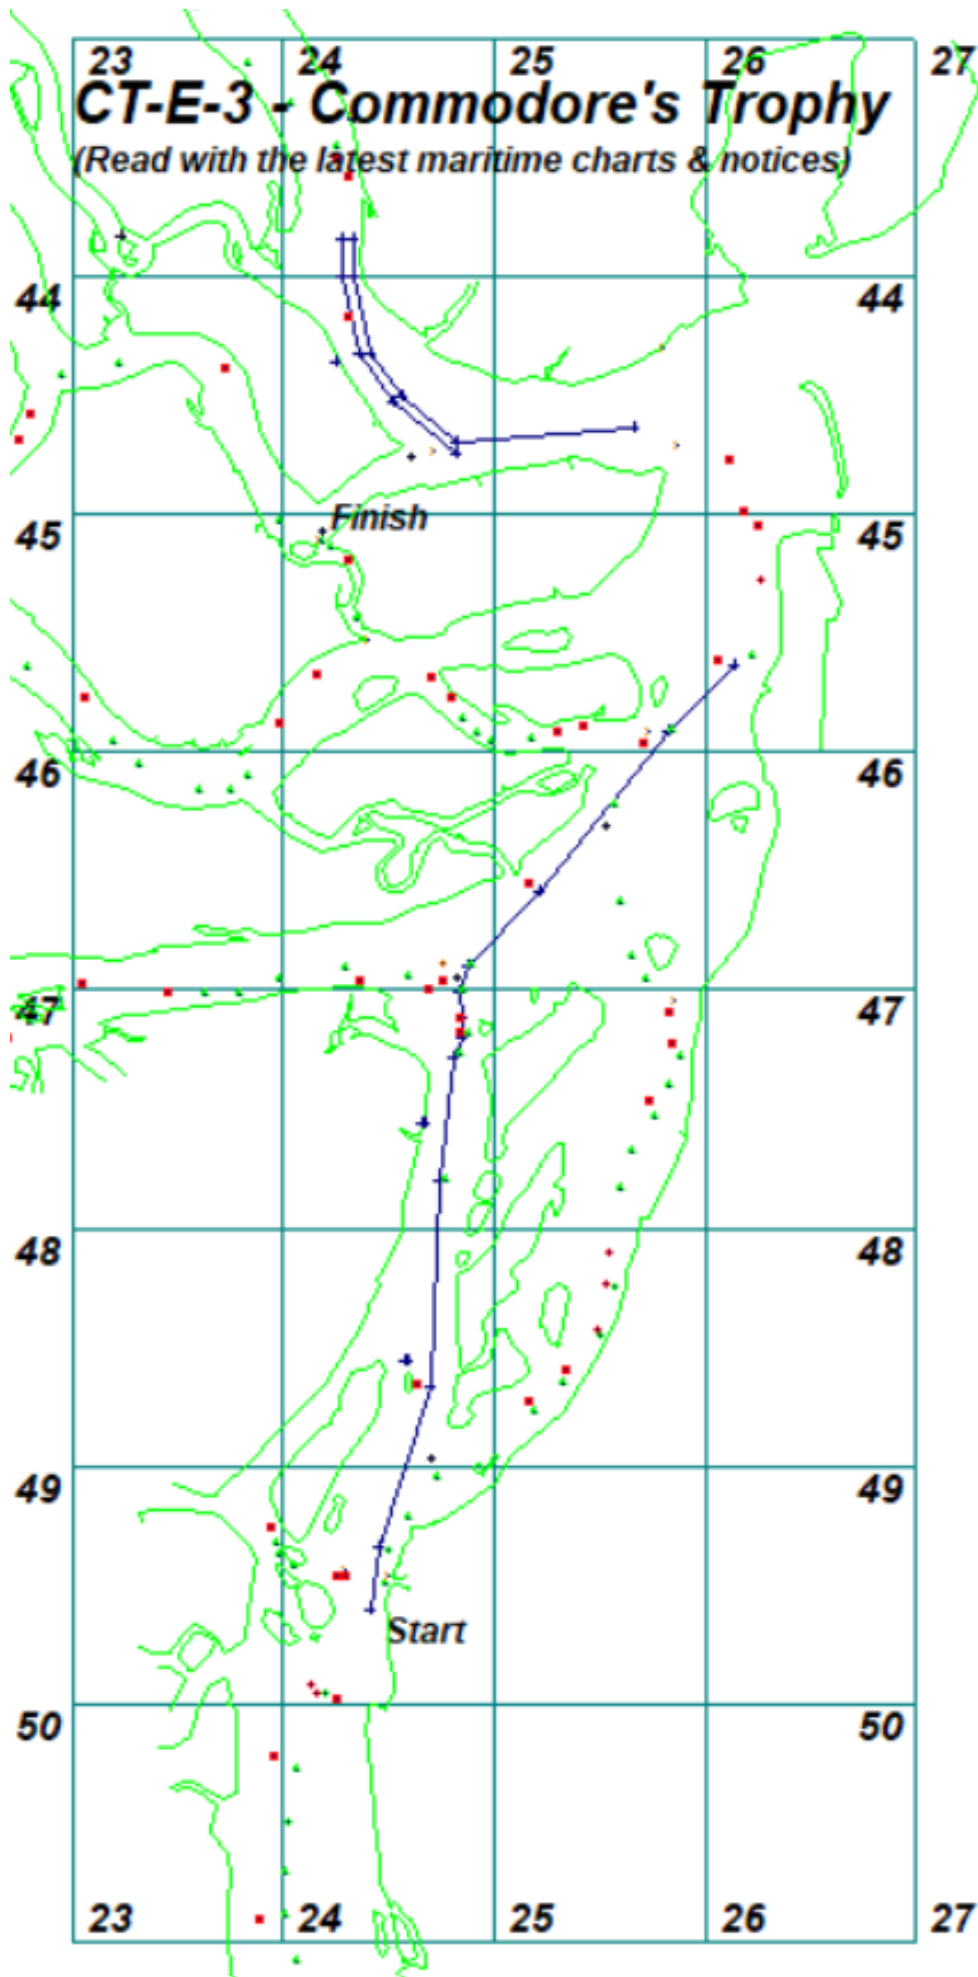 23 24 25 26 27
CT-E-3 - Commodore's Trophy
(Read with the latest maritime charts & notices)
44 44
Finish
45 45
46 46
47 47
48 48
49 49
Start
50 50
23 24 25 26 27